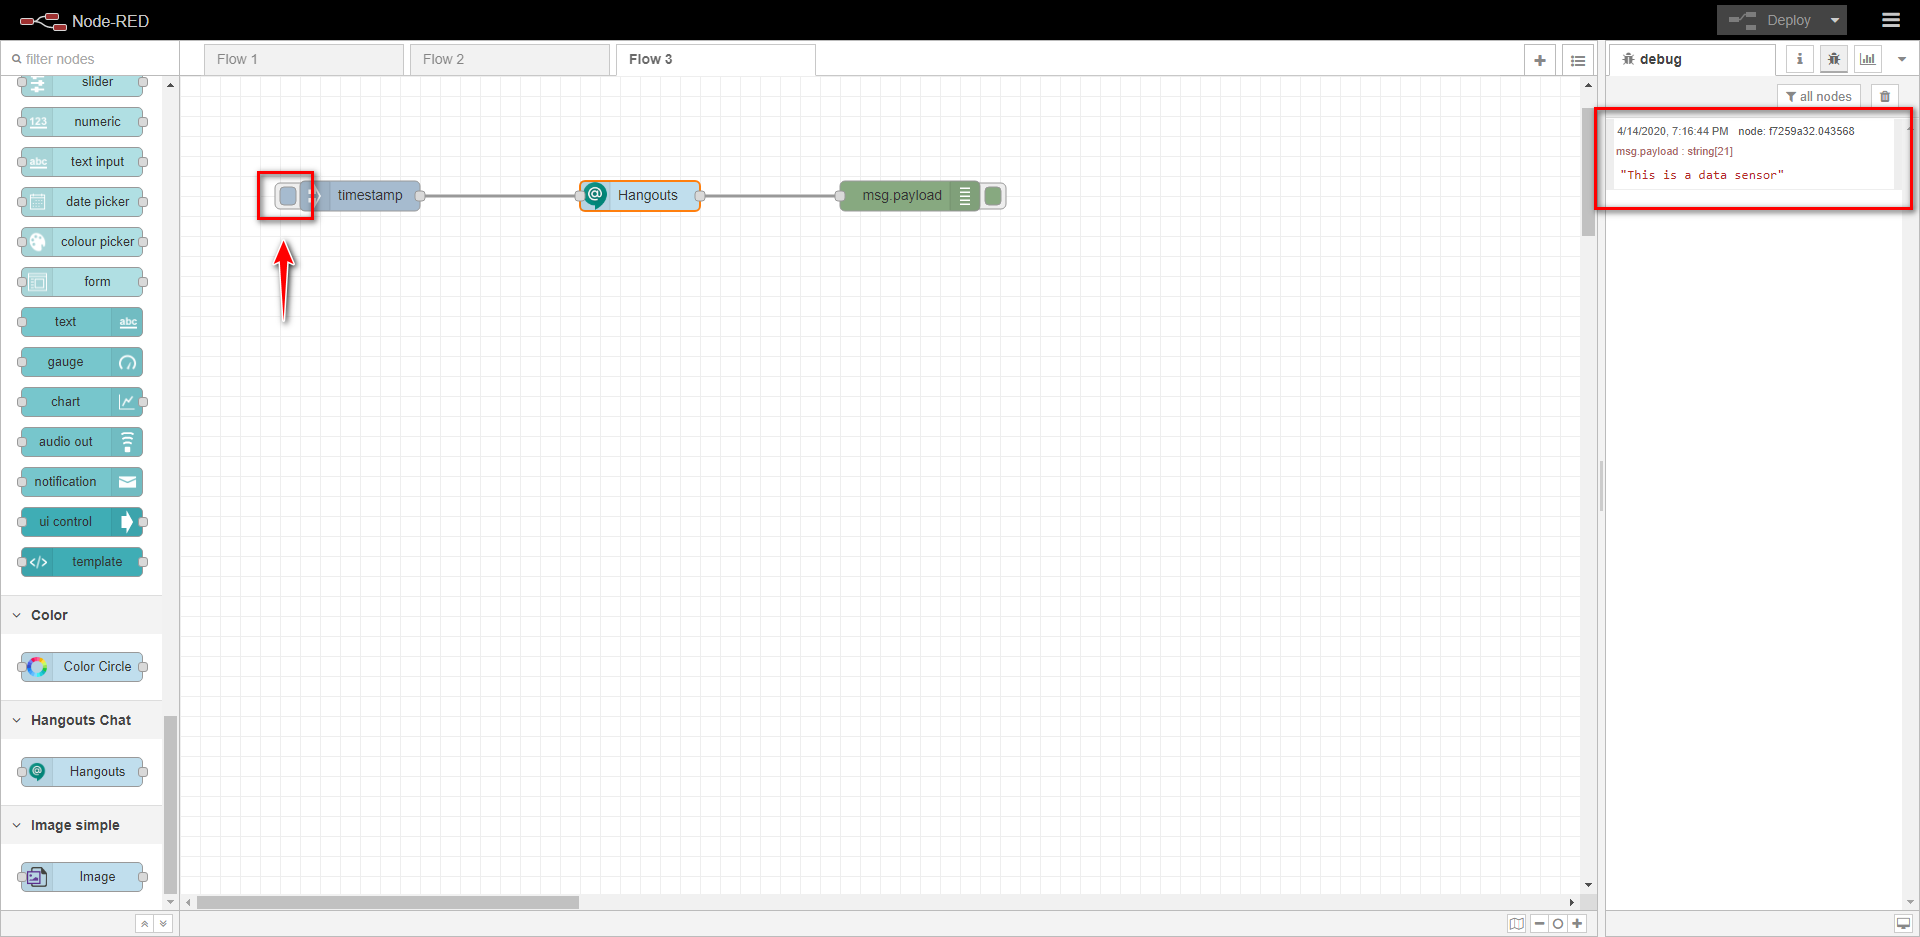 Node-RED
Deploy
filter nodes
Flow 1
Flow 2
Flow 3
debug
i
all nodes
slider
123 numeric
abc text input
date picker
colour picker
form
text abc
gauge
chart
audio out
notification
ui control
</> template
Color
Color Circle
Hangouts Chat
@ Hangouts
Image simple
Image
timestamp
@ Hangouts
msg.payload
4/14/2020, 7:16:44 PM node: f7259a32.043568
msg.payload : string[21]
"This is a data sensor"